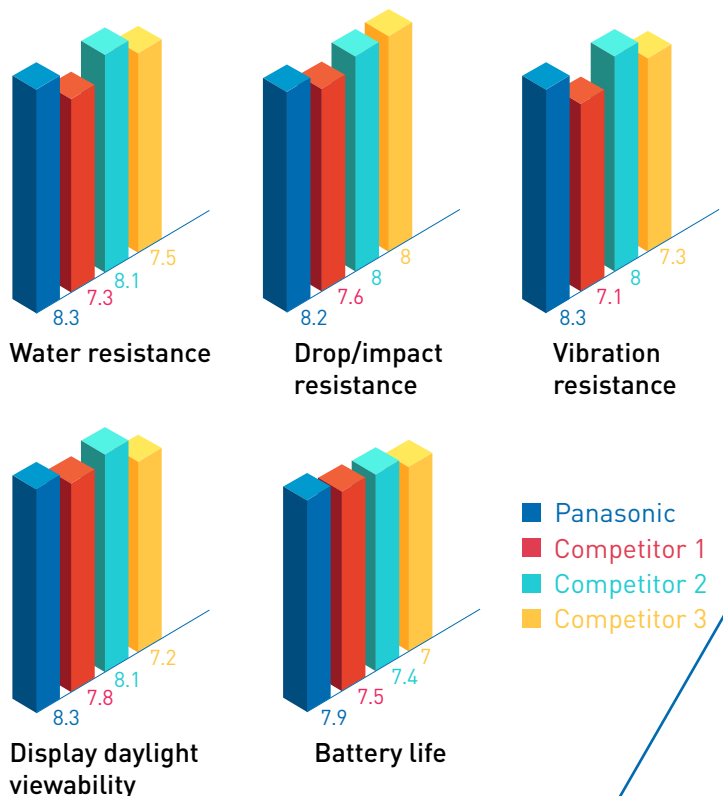 7.5
8.1
7.3
8.3
Water resistance
8
8
7.6
8.2
Drop/impact
resistance
7.3
8
7.1
8.3
Vibration
resistance
7.2
8.1
7.8
8.3
Display daylight
viewability
7
7.4
7.5
7.9
Battery life
Panasonic
Competitor 1
Competitor 2
Competitor 3